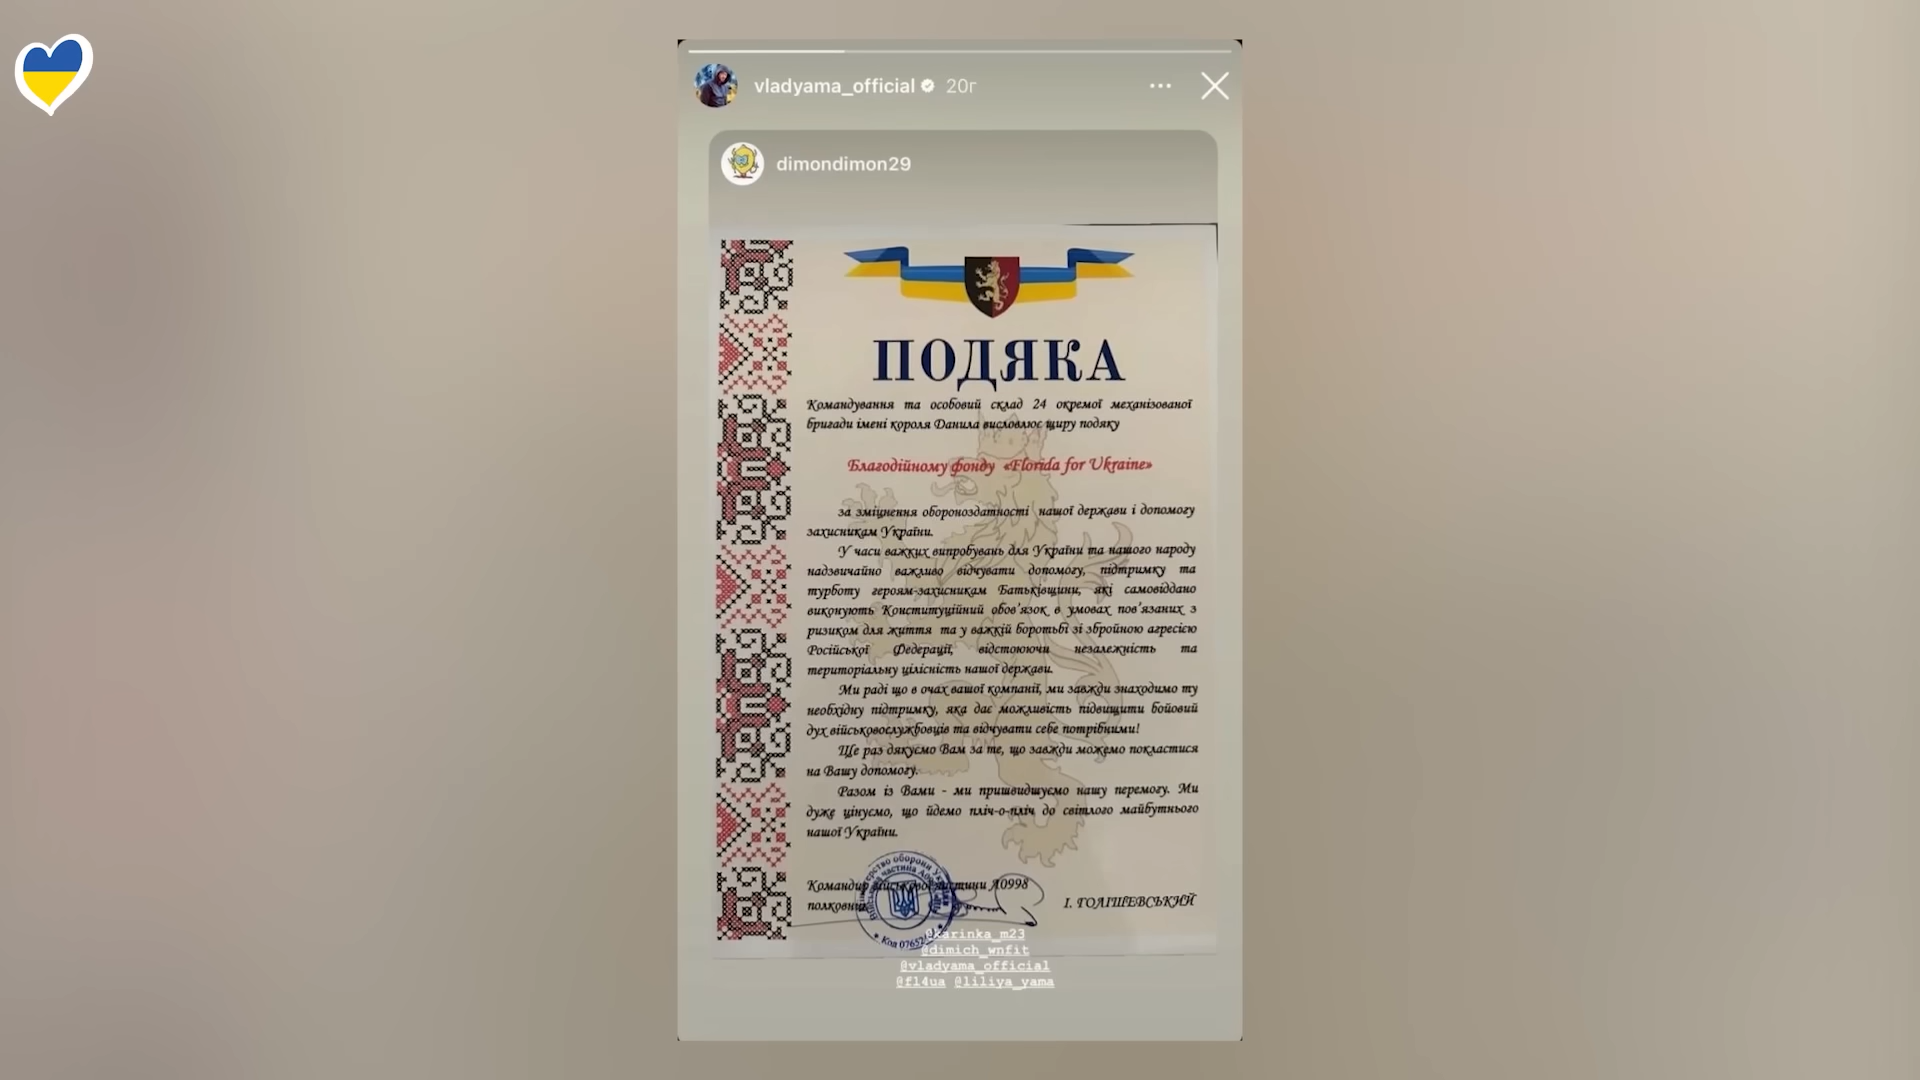 vladyama_official 20г
dimondimon29
ПОДЯКА
Командування та особовий склад 24 окремої механізованої
бригади імені короля Данила висловлює щиру подяку
Благодійному фонду «Florida for Ukraine»
за зміцнення обороноздатності нашої держави і допомогу
захисникам України.
У часи важких випробувань для України та нашого народу
надзвичайно важливо відчувати допомогу, підтримку та
турботу героям-захисникам Батьківщини, які самовіддано
виконують Конституційний обов'язок в умовах пов'язаних з
ризиком для життя та у важкій боротьбі зі збройною агресією
Російської Федерації, відстоюючи незалежність та
територіальну цілісність нашої держави.
Ми раді що в очах вашої компанії, ми завжди знаходимо ту
необхідну підтримку, яка дає можливість підвищити бойовий
дух військовослужбовців та відчувати себе потрібними!
Ще раз дякуємо Вам за те, що завжди можемо покластися
на Вашу допомогу.
Разом із Вами - ми пришвидшуємо нашу перемогу. Ми
дуже цінуємо, що йдемо пліч-о-пліч до світлого майбутнього
нашої України.
Командир військової частини А0998
полковник І. ГОЛІШЕВСЬКИЙ
@karinka_m23
@dimich_wnfit
@vladyama_official
@fl4ua @liliya_yama